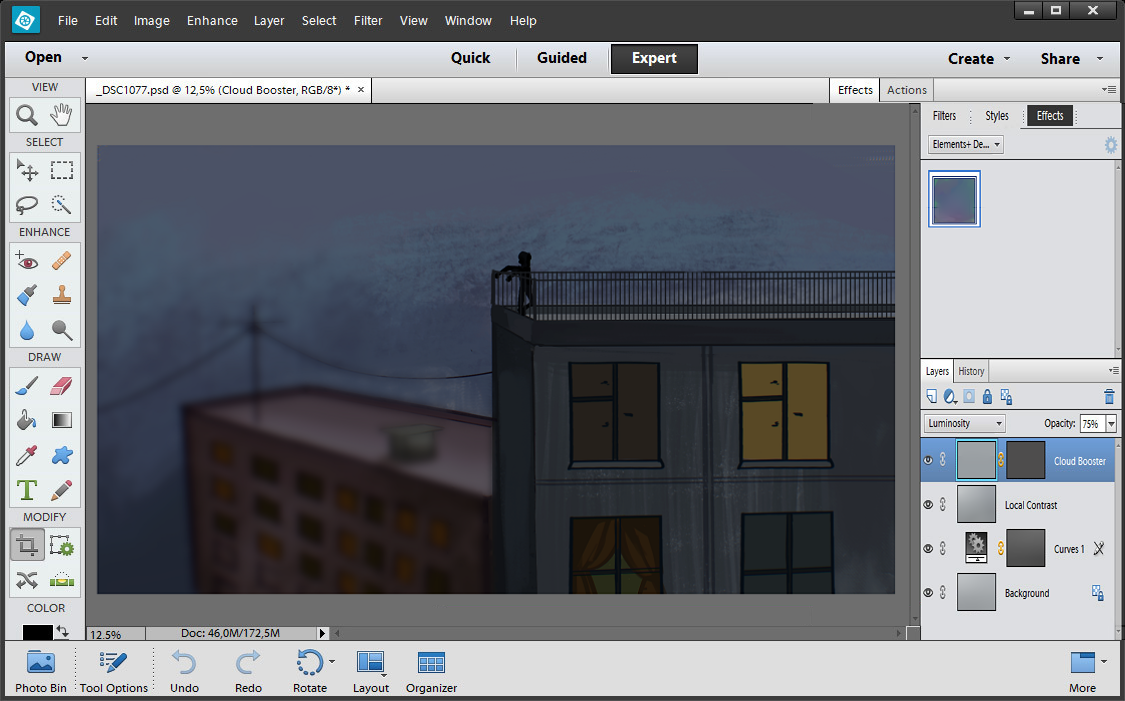 File Edit Image Enhance Layer Select Filter View Window Help
Open Quick Guided Expert Create Share
VIEW
_DSC1077.psd @ 12,5% (Cloud Booster, RGB/8*) * ×
Effects Actions
Filters Styles Effects
Elements+ De...
SELECT
ENHANCE
DRAW
T
MODIFY
COLOR
Layers History
Luminosity Opacity: 75%
Cloud Booster
Local Contrast
Curves 1
Background
12.5% Doc: 46,0M/172,5M
Photo Bin Tool Options Undo Redo Rotate Layout Organizer More